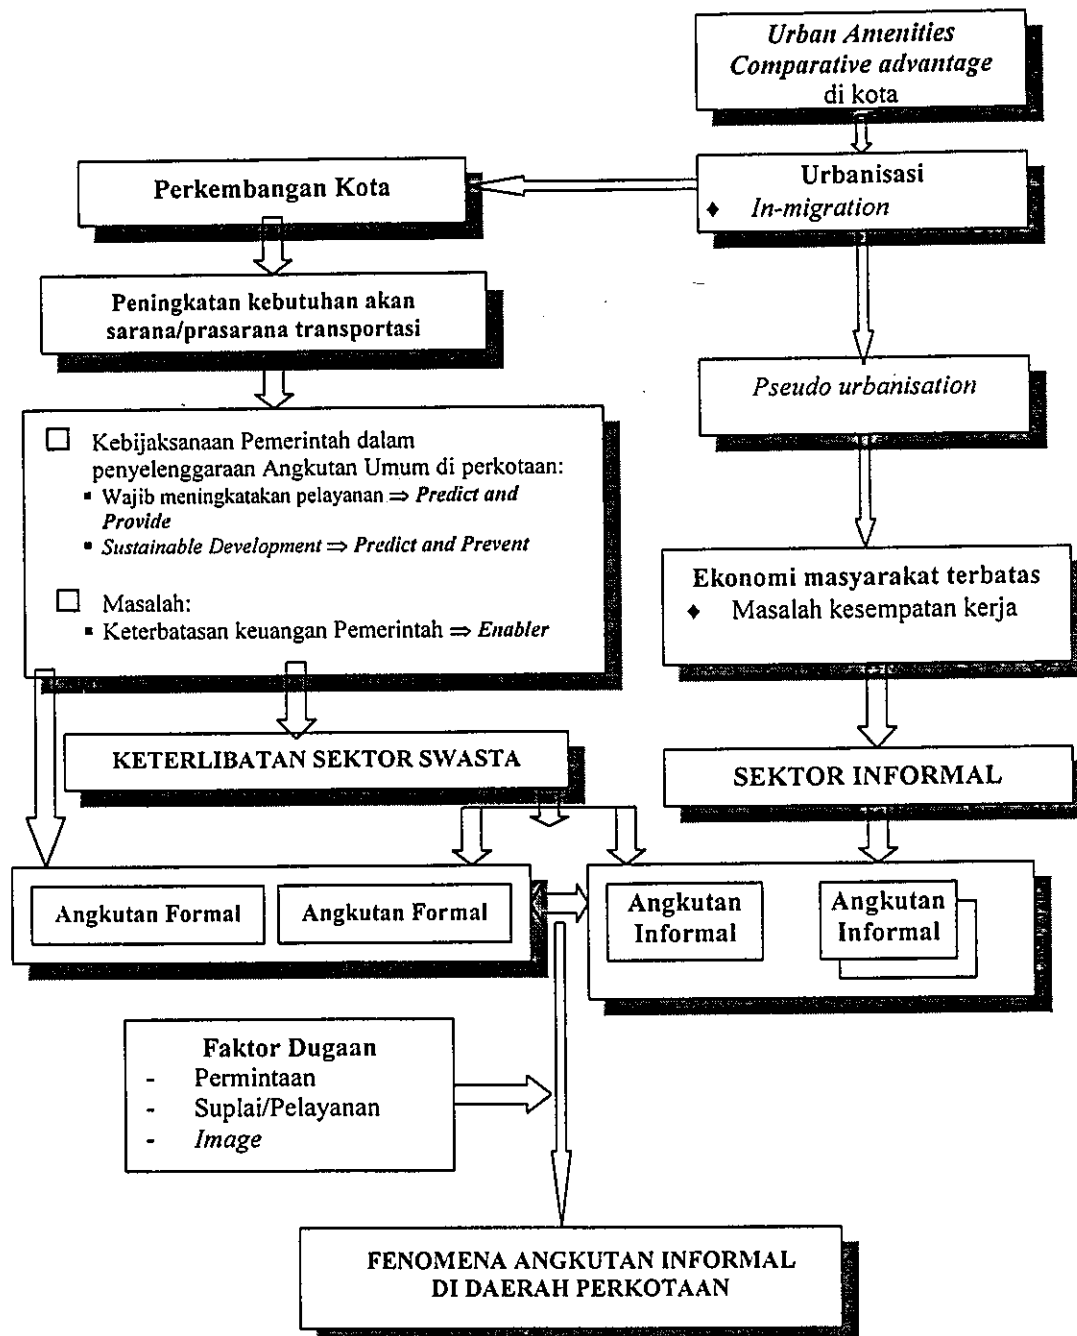 Urban Amenities
Comparative advantage
di kota
Perkembangan Kota
Urbanisasi
♦ In-migration
Peningkatan kebutuhan akan
sarana/prasarana transportasi
Pseudo urbanisation
□ Kebijaksanaan Pemerintah dalam
penyelenggaraan Angkutan Umum di perkotaan:
▪ Wajib meningkatakan pelayanan ⇒ Predict and
Provide
▪ Sustainable Development ⇒ Predict and Prevent
□ Masalah:
▪ Keterbatasan keuangan Pemerintah ⇒ Enabler
Ekonomi masyarakat terbatas
♦ Masalah kesempatan kerja
KETERLIBATAN SEKTOR SWASTA
SEKTOR INFORMAL
Angkutan Formal
Angkutan Formal
Angkutan
Informal
Angkutan
Informal
Faktor Dugaan
- Permintaan
- Suplai/Pelayanan
- Image
FENOMENA ANGKUTAN INFORMAL
DI DAERAH PERKOTAAN